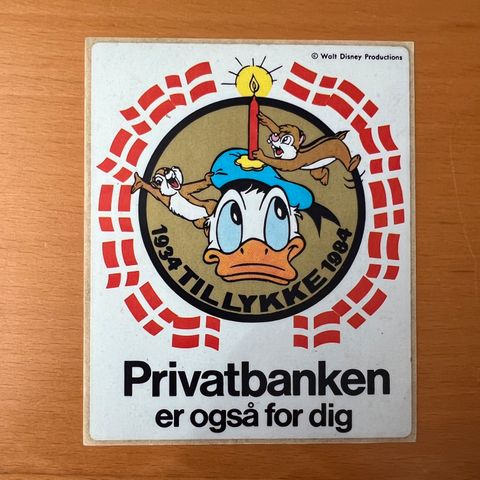 © Walt Disney Productions
1934 TILLYKKE 1984
Privatbanken
er også for dig